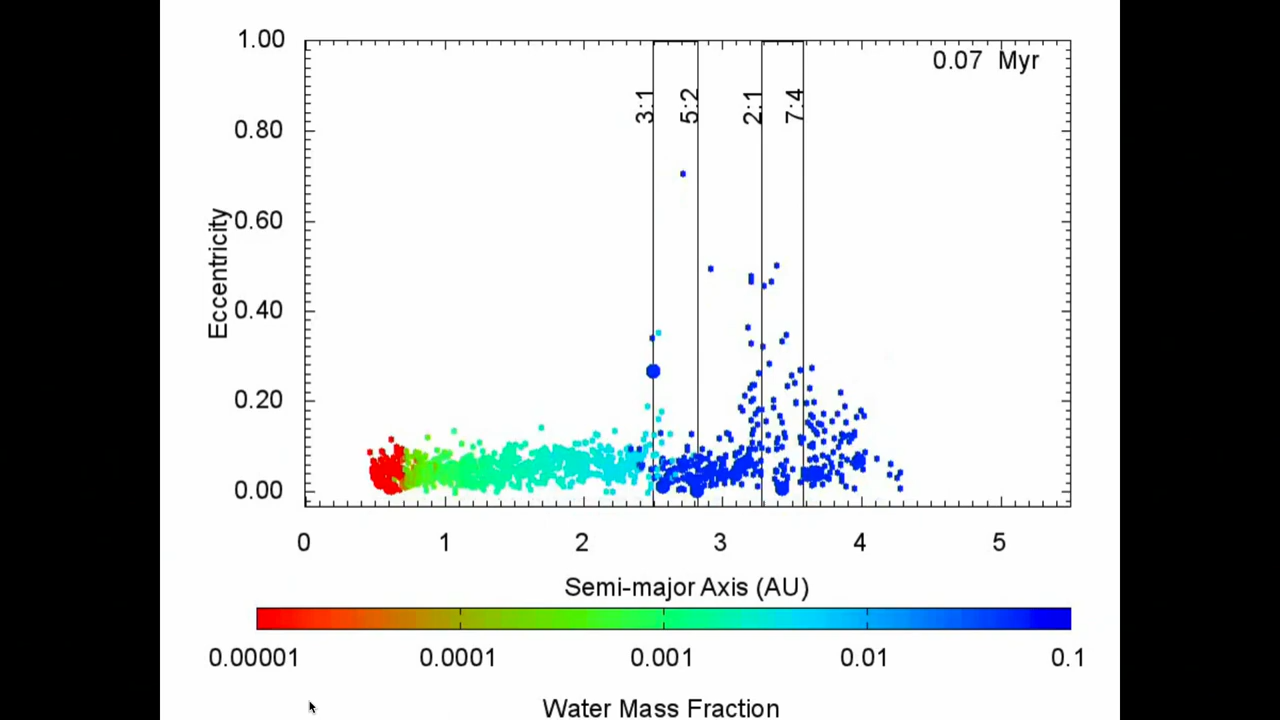 1.00
0.07 Myr
3:1
5:2
2:1
7:4
0.80
0.60
Eccentricity
0.40
0.20
0.00
0 1 2 3 4 5
Semi-major Axis (AU)
0.00001 0.0001 0.001 0.01 0.1
Water Mass Fraction